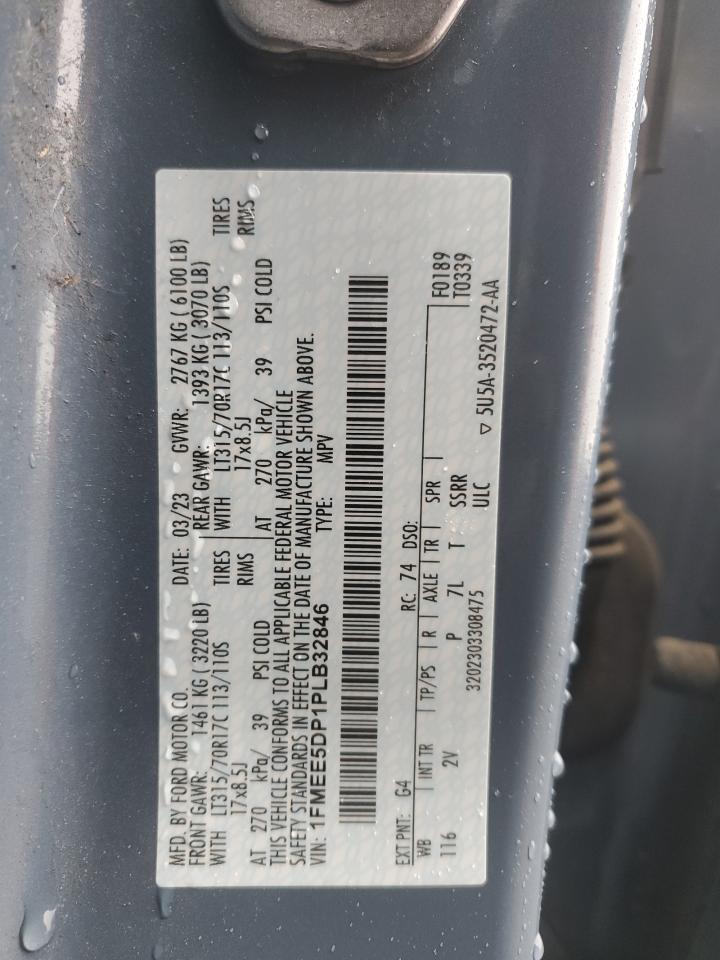 MFD. BY FORD MOTOR CO. DATE: 03/23 GVWR: 2767 KG ( 6100 LB)
FRONT GAWR: 1461 KG ( 3220 LB) REAR GAWR: 1393 KG ( 3070 LB)
WITH LT315/70R17C 113/110S TIRES WITH LT315/70R17C 113/110S TIRES
17x8.5J RIMS 17x8.5J RIMS
AT 270 kPa/ 39 PSI COLD AT 270 kPa/ 39 PSI COLD
THIS VEHICLE CONFORMS TO ALL APPLICABLE FEDERAL MOTOR VEHICLE
SAFETY STANDARDS IN EFFECT ON THE DATE OF MANUFACTURE SHOWN ABOVE.
VIN: 1FMEE5DP1PLB32846 TYPE: MPV
EXT PNT: G4 RC: 74 DSO:
WB INT TR TP/PS R AXLE TR SPR F0189
116 2V P 7L T SSRR T0339
3202303308475 ULC ▽ 5U5A-3520472-AA